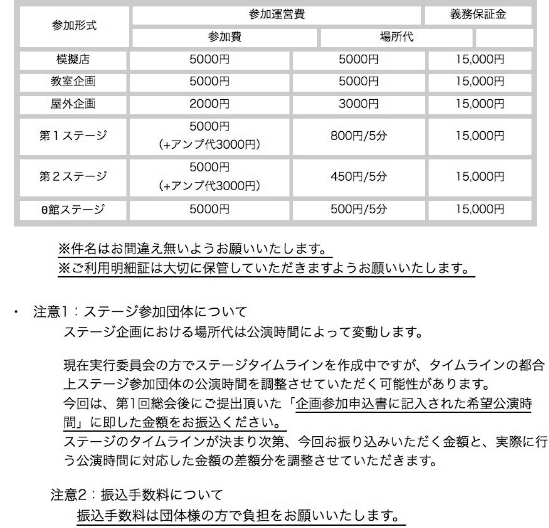 参加形式 参加運営費 義務保証金
参加費 場所代
模擬店 5000円 5000円 15,000円
教室企画 5000円 5000円 15,000円
屋外企画 2000円 3000円 15,000円
第1ステージ 5000円 800円/5分 15,000円
(+アンプ代3000円)
第2ステージ 5000円 450円/5分 15,000円
(+アンプ代3000円)
θ館ステージ 5000円 500円/5分 15,000円
※件名はお間違え無いようお願いいたします。
※ご利用明細証は大切に保管していただきますようお願いいたします。
・ 注意1：ステージ参加団体について
ステージ企画における場所代は公演時間によって変動します。
現在実行委員会の方でステージタイムラインを作成中ですが、タイムラインの都合
上ステージ参加団体の公演時間を調整させていただく可能性があります。
今回は、第1回総会後にご提出頂いた「企画参加申込書に記入された希望公演時
間」に即した金額をお振込ください。
ステージのタイムラインが決まり次第、今回お振り込みいただく金額と、実際に行
う公演時間に対応した金額の差額分を調整させていただきます。
注意2：振込手数料について
振込手数料は団体様の方で負担をお願いいたします。